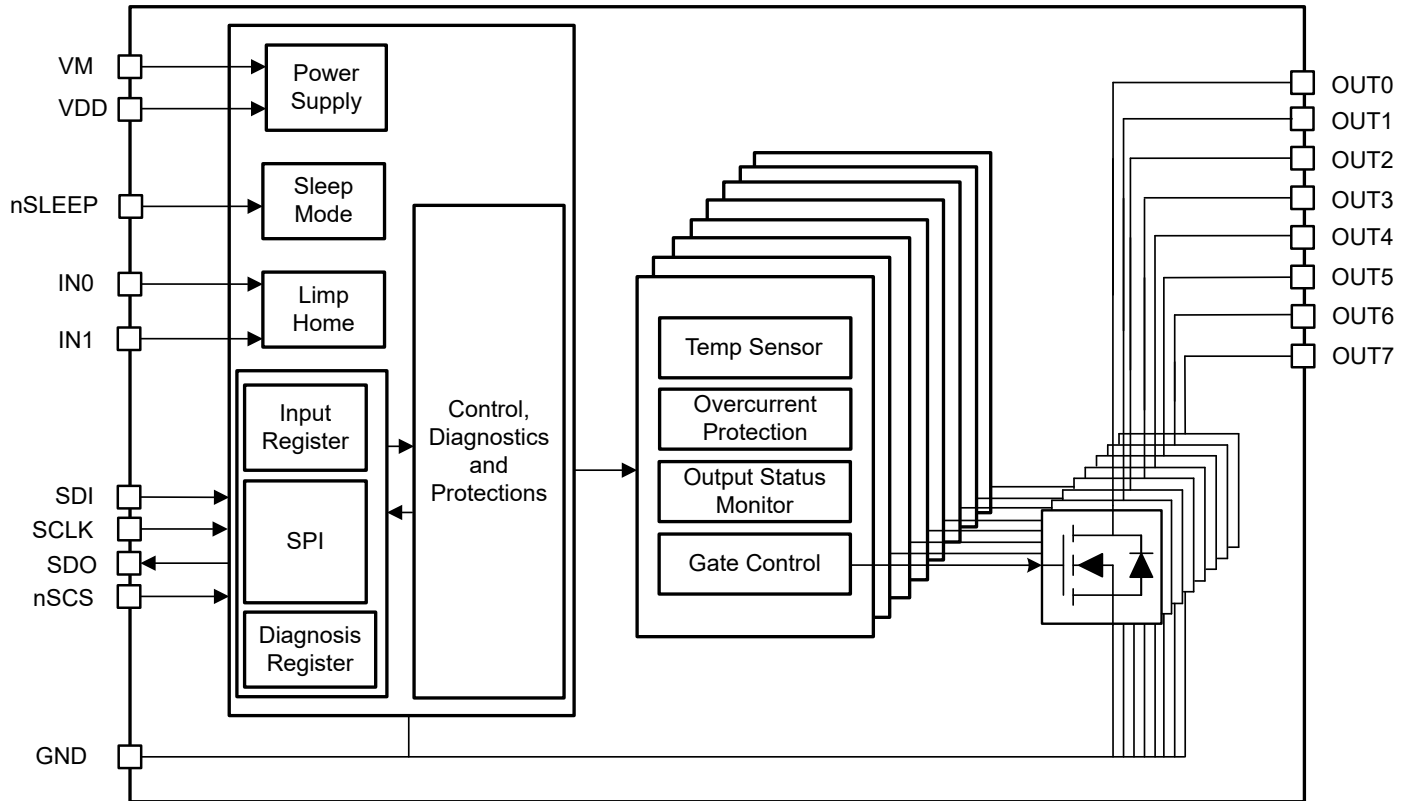 VM
VDD
nSLEEP
IN0
IN1
SDI
SCLK
SDO
nSCS
GND
Power
Supply
Sleep
Mode
Limp
Home
Input
Register
SPI
Diagnosis
Register
Control,
Diagnostics
and
Protections
Temp Sensor
Overcurrent
Protection
Output Status
Monitor
Gate Control
OUT0
OUT1
OUT2
OUT3
OUT4
OUT5
OUT6
OUT7